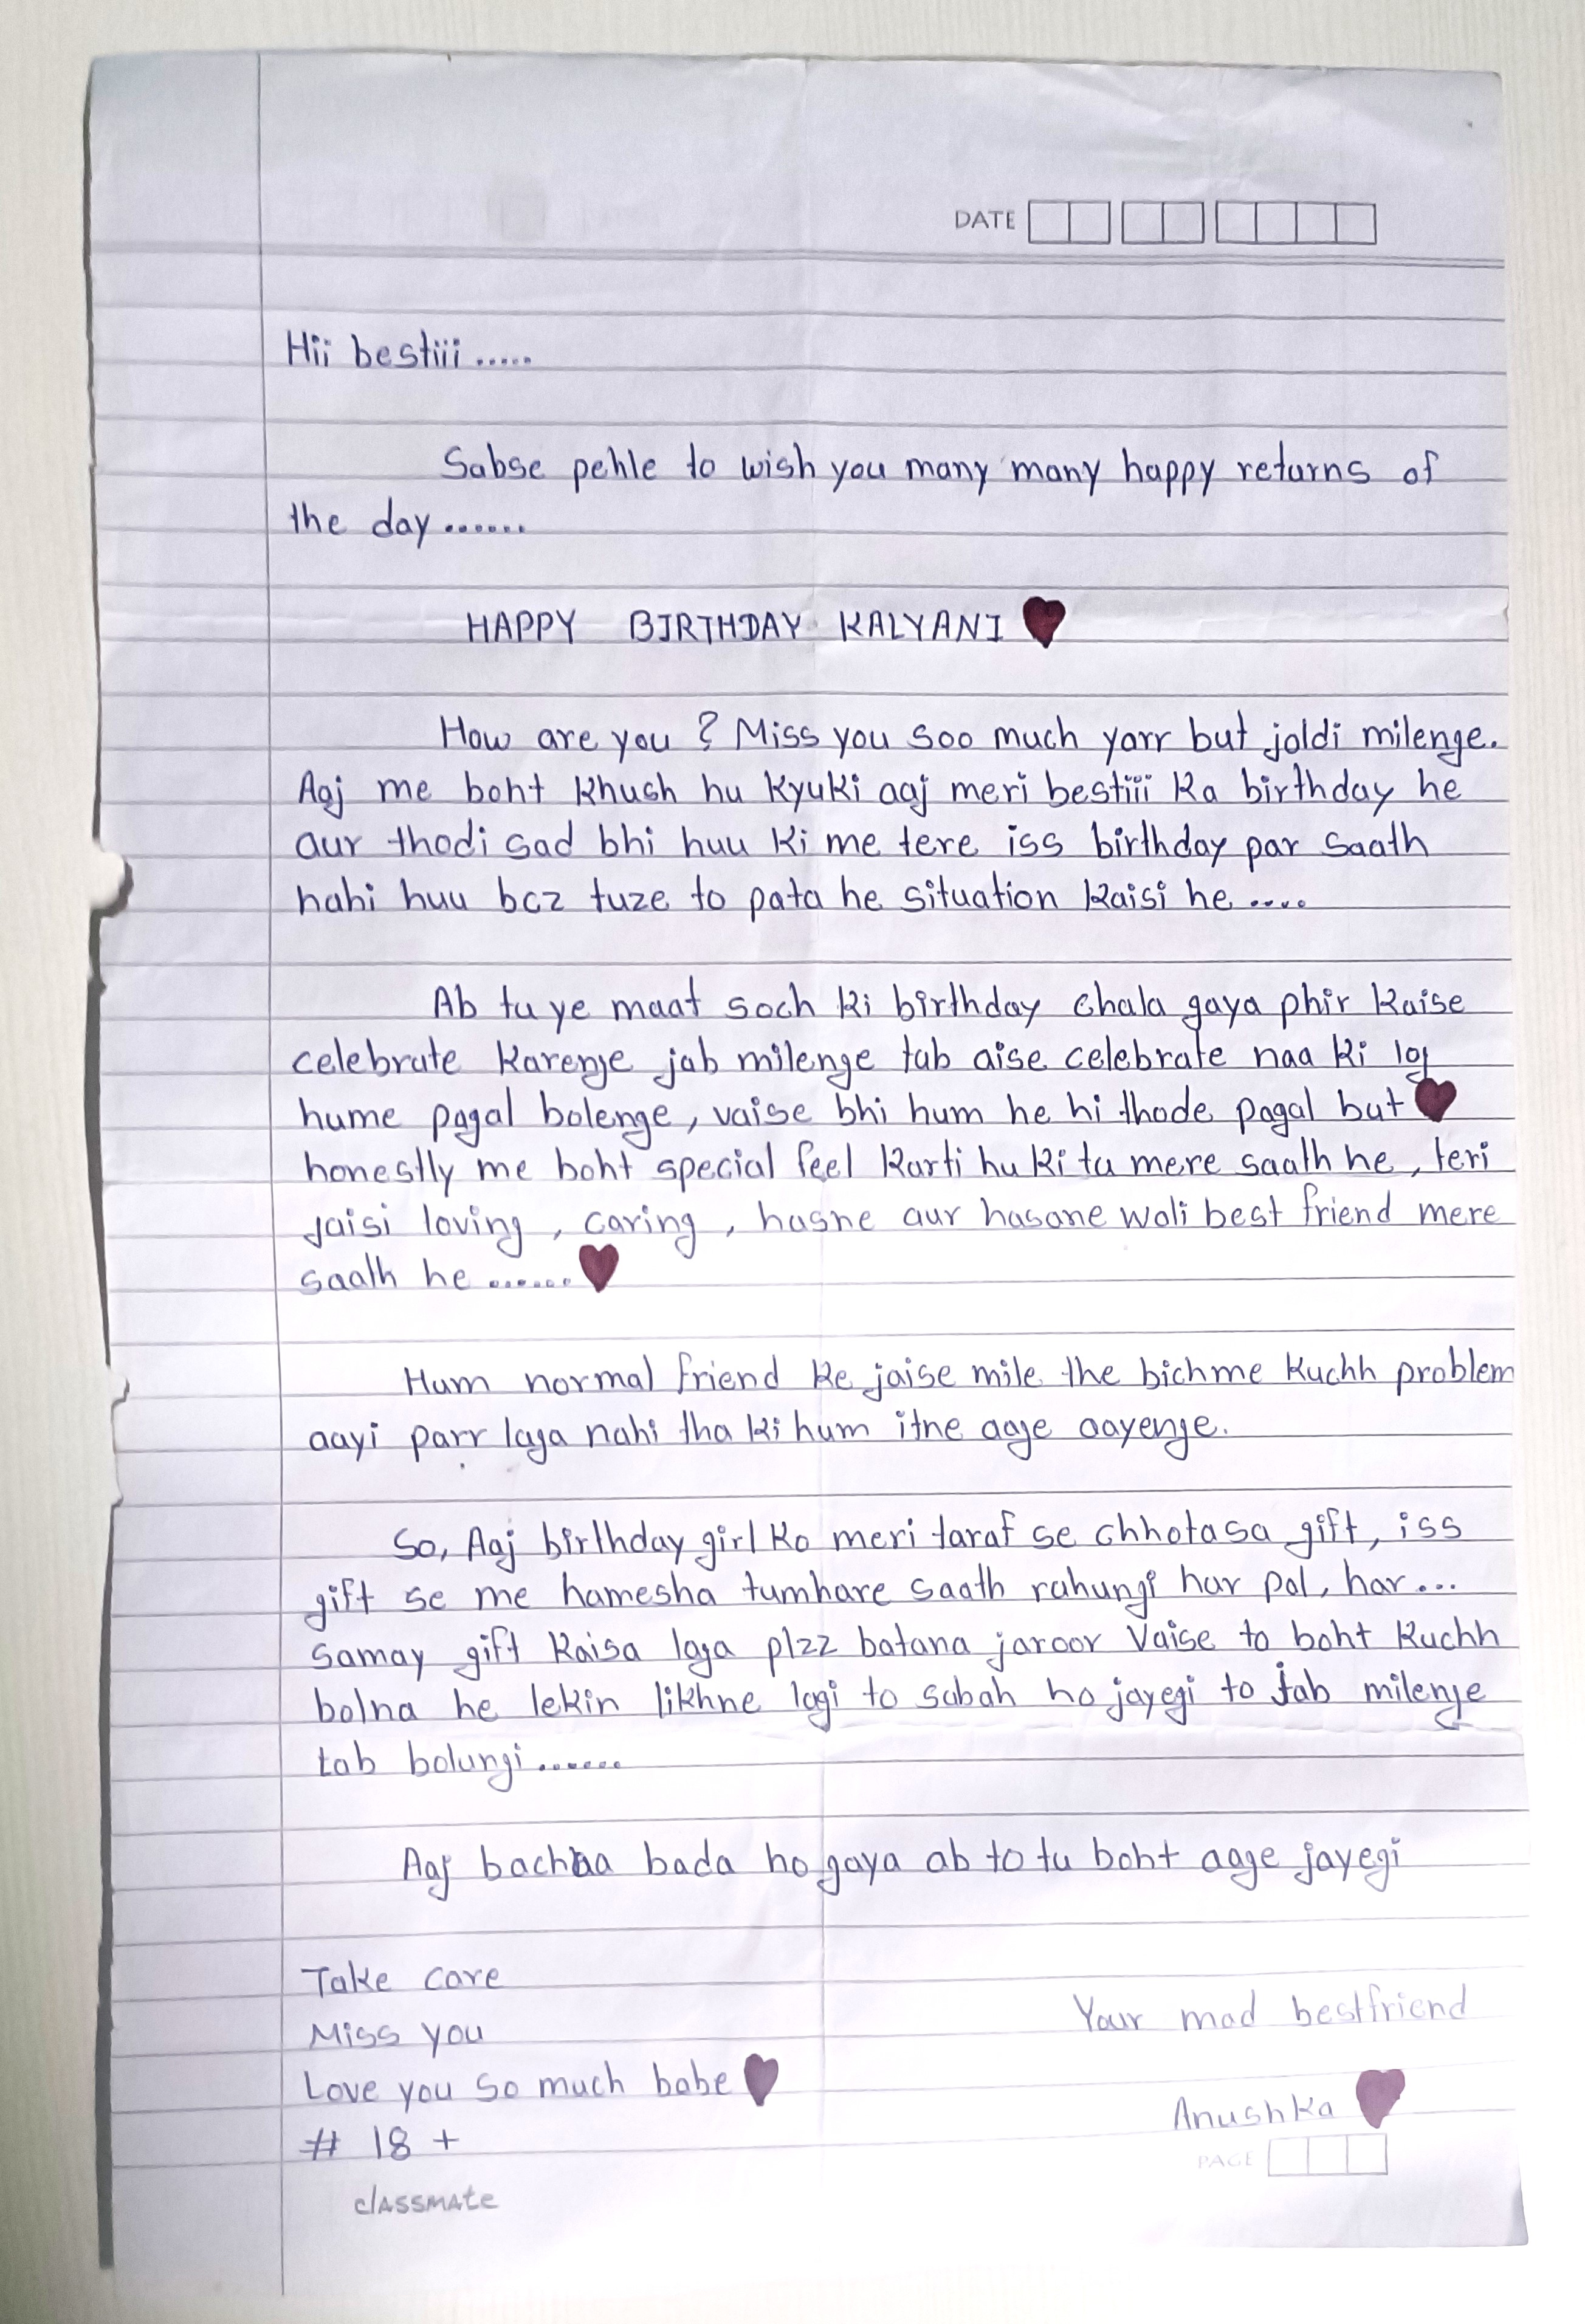 DATE
Hii bestiii .....
Sabse pehle to wish you many many happy returns of
the day ......
HAPPY BIRTHDAY KALYANI ♥
How are you ? Miss you soo much yarr but jaldi milenge.
Aaj me boht khush hu kyuki aaj meri bestiii ka birthday he
aur thodi sad bhi huu ki me tere iss birthday par saath
nahi huu bcz tuze to pata he situation kaisi he ....
Ab tu ye maat soch ki birthday chala gaya phir kaise
celebrate karenge jab milenge tab aise celebrate naa ki log
hume pagal bolenge, vaise bhi hum he hi thode pagal but ♥
honestlly me boht special feel karti hu ki tu mere saath he, teri
jaisi loving , caring , hasne aur hasane wali best friend mere
saath he ....... ♥
Hum normal friend ke jaise mile the bichme kuchh problem
aayi parr laga nahi tha ki hum itne aage aayenge.
So, Aaj birthday girl ko meri taraf se chhotasa gift, iss
gift se me hamesha tumhare saath rahungi har pal, har...
samay gift kaisa laga plzz batana jaroor Vaise to boht kuchh
bolna he lekin likhne lagi to subah ho jayegi to jab milenge
tab bolungi ......
Aaj bachhaa bada ho gaya ab to tu boht aage jayegi
Take care
Miss you
Your mad bestfriend
Love you so much babe ♥
Anushka ♥
# 18 +
PAGE
classmate